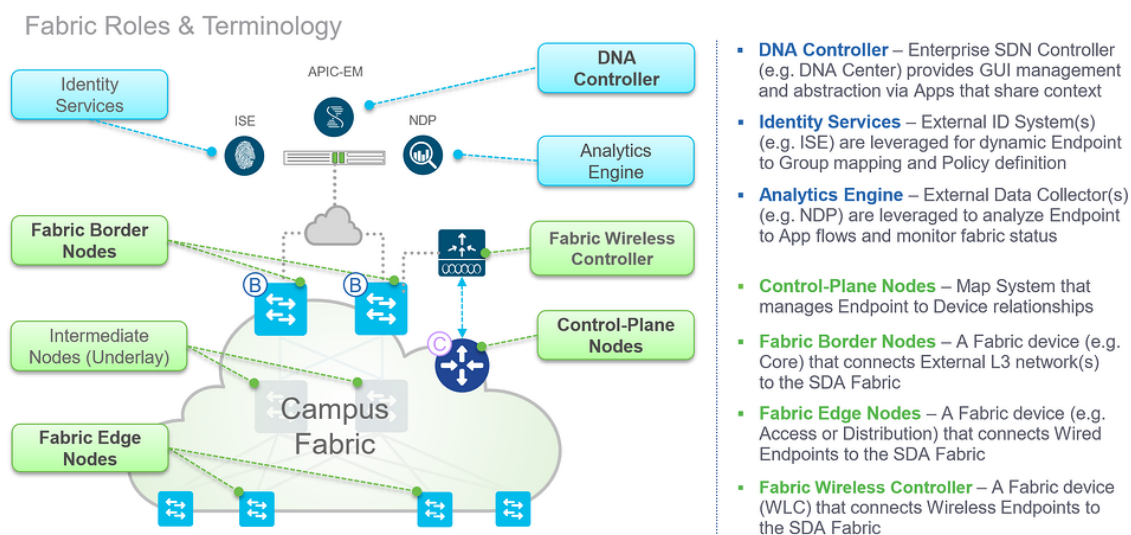 Fabric Roles & Terminology
Identity
Services
APIC-EM
DNA
Controller
ISE
NDP
Analytics
Engine
Fabric Border
Nodes
Fabric Wireless
Controller
B
B
Intermediate
Nodes (Underlay)
C
Control-Plane
Nodes
Campus
Fabric
Fabric Edge
Nodes
▪ DNA Controller – Enterprise SDN Controller
(e.g. DNA Center) provides GUI management
and abstraction via Apps that share context
▪ Identity Services – External ID System(s)
(e.g. ISE) are leveraged for dynamic Endpoint
to Group mapping and Policy definition
▪ Analytics Engine – External Data Collector(s)
(e.g. NDP) are leveraged to analyze Endpoint
to App flows and monitor fabric status
▪ Control-Plane Nodes – Map System that
manages Endpoint to Device relationships
▪ Fabric Border Nodes – A Fabric device (e.g.
Core) that connects External L3 network(s)
to the SDA Fabric
▪ Fabric Edge Nodes – A Fabric device (e.g.
Access or Distribution) that connects Wired
Endpoints to the SDA Fabric
▪ Fabric Wireless Controller – A Fabric device
(WLC) that connects Wireless Endpoints to
the SDA Fabric